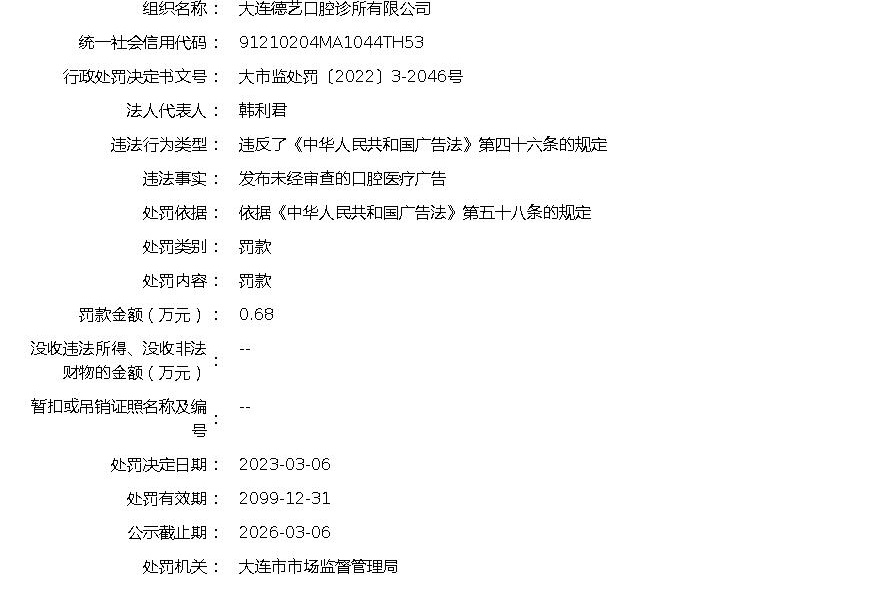 组织名称： 大连德艺口腔诊所有限公司
统一社会信用代码： 91210204MA1044TH53
行政处罚决定书文号： 大市监处罚〔2022〕3-2046号
法人代表人： 韩利君
违法行为类型： 违反了《中华人民共和国广告法》第四十六条的规定
违法事实： 发布未经审查的口腔医疗广告
处罚依据： 依据《中华人民共和国广告法》第五十八条的规定
处罚类别： 罚款
处罚内容： 罚款
罚款金额（万元）： 0.68
没收违法所得、没收非法 --
财物的金额（万元）：
暂扣或吊销证照名称及编 --
号：
处罚决定日期： 2023-03-06
处罚有效期： 2099-12-31
公示截止期： 2026-03-06
处罚机关： 大连市市场监督管理局